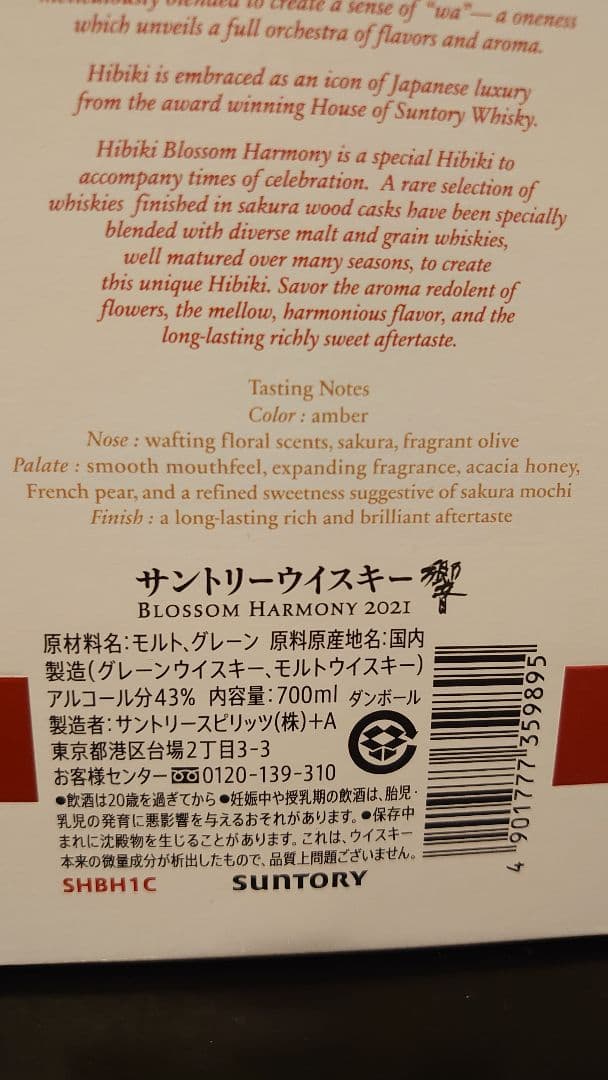 meticulously blended to create a sense of "wa"— a oneness
which unveils a full orchestra of flavors and aroma.
Hibiki is embraced as an icon of Japanese luxury
from the award winning House of Suntory Whisky.
Hibiki Blossom Harmony is a special Hibiki to
accompany times of celebration. A rare selection of
whiskies finished in sakura wood casks have been specially
blended with diverse malt and grain whiskies,
well matured over many seasons, to create
this unique Hibiki. Savor the aroma redolent of
flowers, the mellow, harmonious flavor, and the
long-lasting richly sweet aftertaste.
Tasting Notes
Color : amber
Nose : wafting floral scents, sakura, fragrant olive
Palate : smooth mouthfeel, expanding fragrance, acacia honey,
French pear, and a refined sweetness suggestive of sakura mochi
Finish : a long-lasting rich and brilliant aftertaste
サントリーウイスキー 響
BLOSSOM HARMONY 2021
原材料名:モルト、グレーン 原料原産地名:国内
製造(グレーンウイスキー、モルトウイスキー)
アルコール分43% 内容量:700ml ダンボール
製造者:サントリースピリッツ(株)+A
東京都港区台場2丁目3-3
お客様センター 0120-139-310
●飲酒は20歳を過ぎてから ●妊娠中や授乳期の飲酒は、胎児・
乳児の発育に悪影響を与えるおそれがあります。●保存中
まれに沈殿物を生じることがあります。これは、ウイスキー
本来の微量成分が析出したもので、品質上問題ございません。
SHBH1C SUNTORY
4 901777 359895